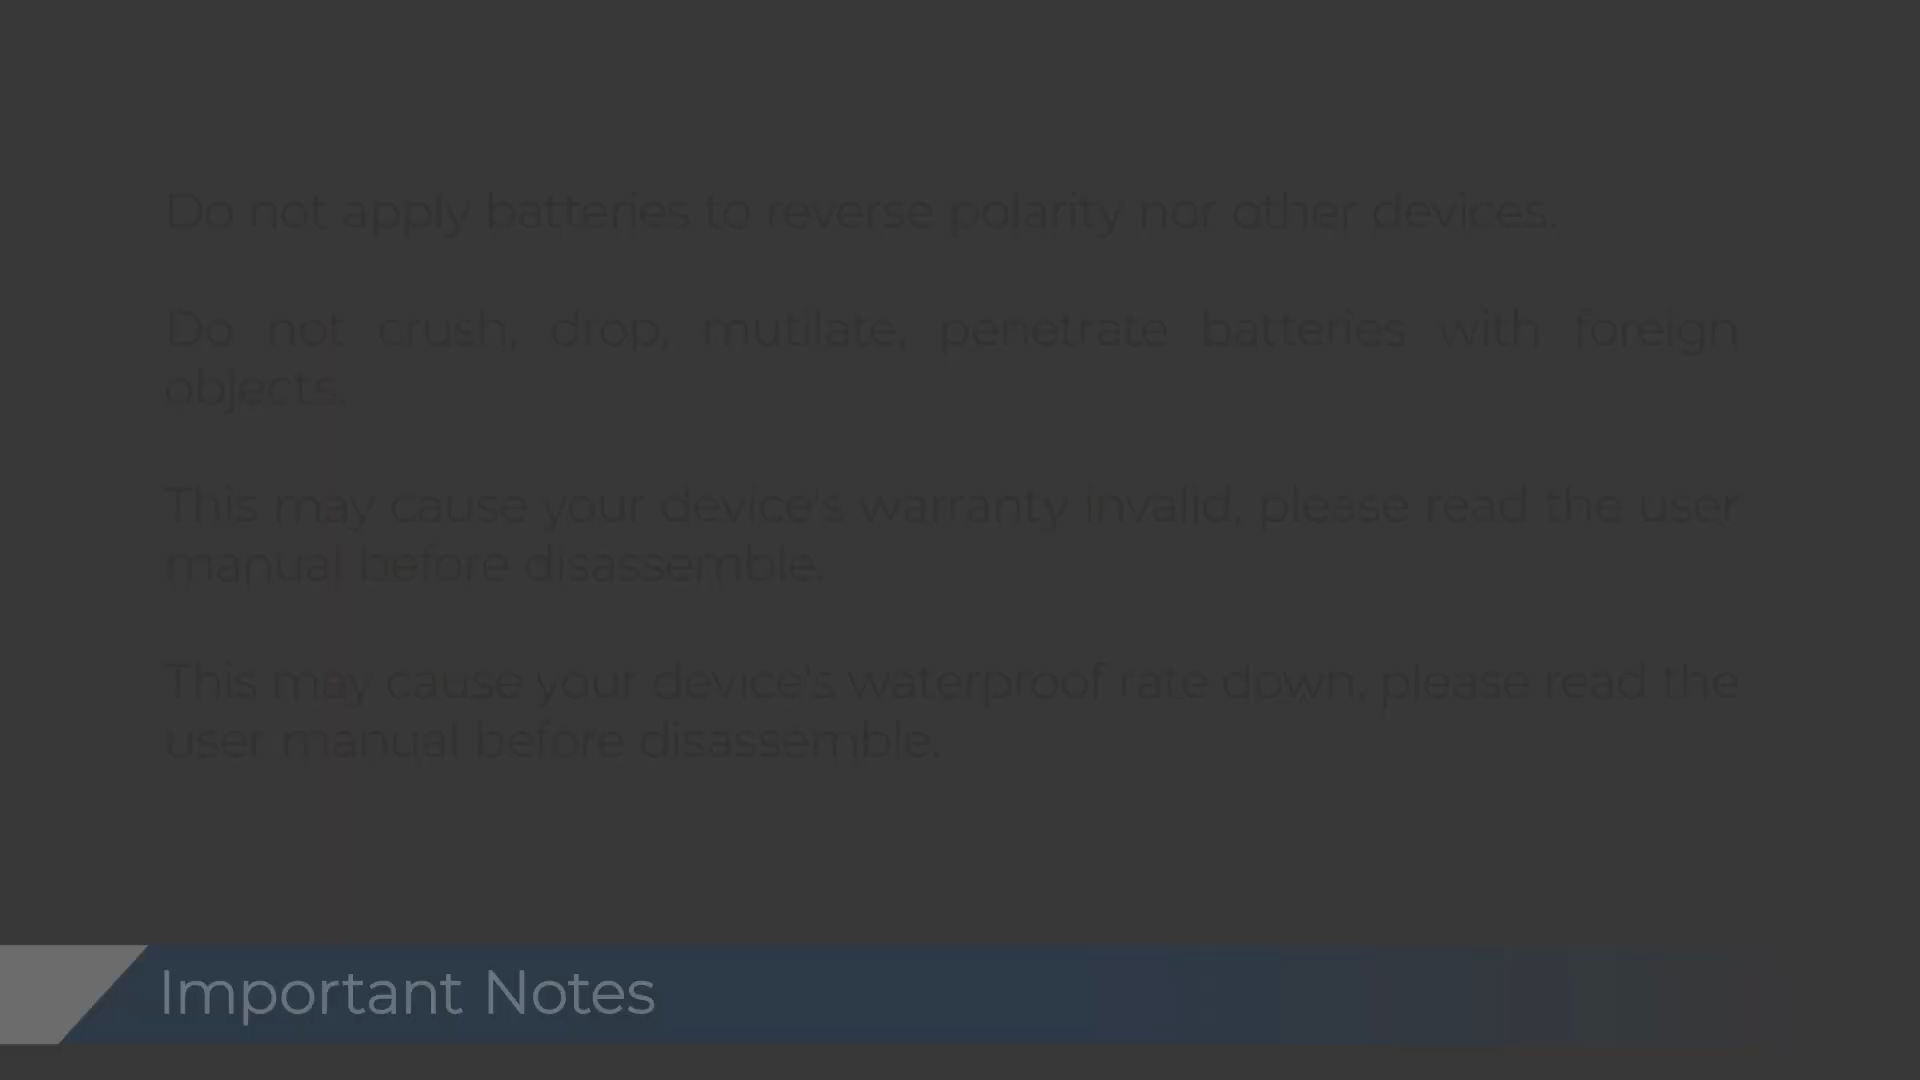 Do not apply batteries to reverse polarity nor other devices.
Do not crush, drop, mutilate, penetrate batteries with foreign
objects.
This may cause your device's warranty invalid, please read the user
manual before disassemble.
This may cause your device's waterproof rate down, please read the
user manual before disassemble.
Important Notes